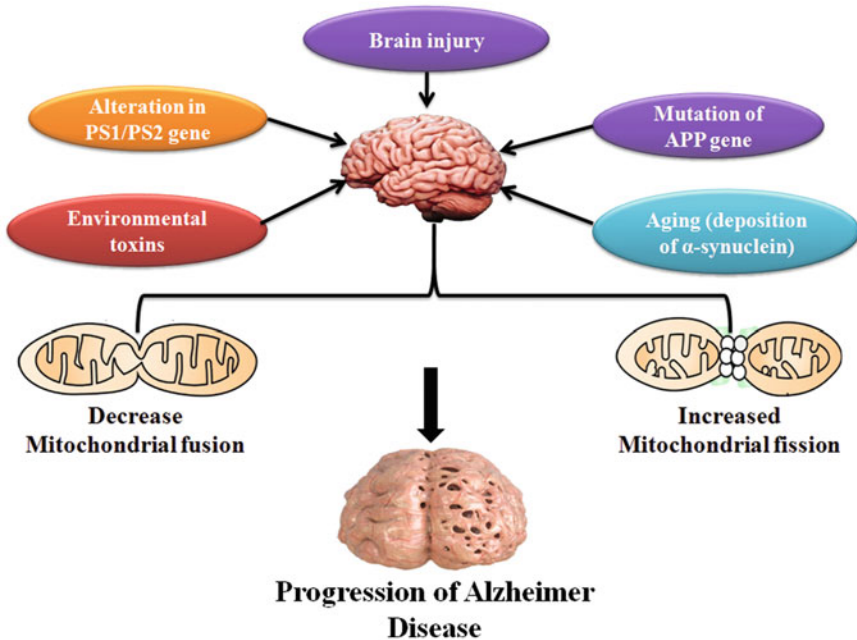 Brain injury
Alteration in
PS1/PS2 gene
Mutation of
APP gene
Environmental
toxins
Aging (deposition
of α-synuclein)
Decrease
Mitochondrial fusion
Increased
Mitochondrial fission
Progression of Alzheimer
Disease